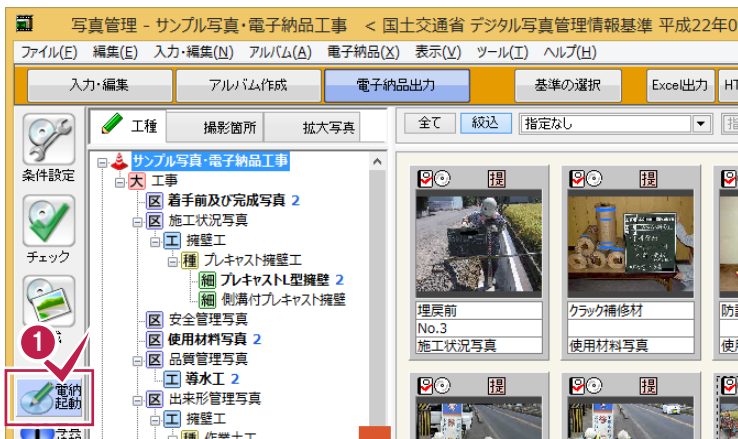 写真管理 - サンプル写真・電子納品工事 < 国土交通省 デジタル写真管理情報基準 平成22年
ファイル(F) 編集(E) 入力・編集(N) アルバム(A) 電子納品(X) 表示(V) ツール(T) ヘルプ(H)
入力・編集 アルバム作成 電子納品出力 基準の選択 Excel出力
工種 撮影箇所 拡大写真 全て 絞込 指定なし
条件設定
チェック
1
電納
起動
サンプル写真・電子納品工事
大 工事
区 着手前及び完成写真 2
区 施工状況写真
工 擁壁工
種 プレキャスト擁壁工
細 プレキャストL型擁壁 2
細 側溝付プレキャスト擁壁
区 安全管理写真
区 使用材料写真 2
区 品質管理写真
工 導水工 2
区 出来形管理写真
工 擁壁工
種 作業土工
提 提
埋戻前
No.3
施工状況写真
クラック補修材
使用材料写真
提 提